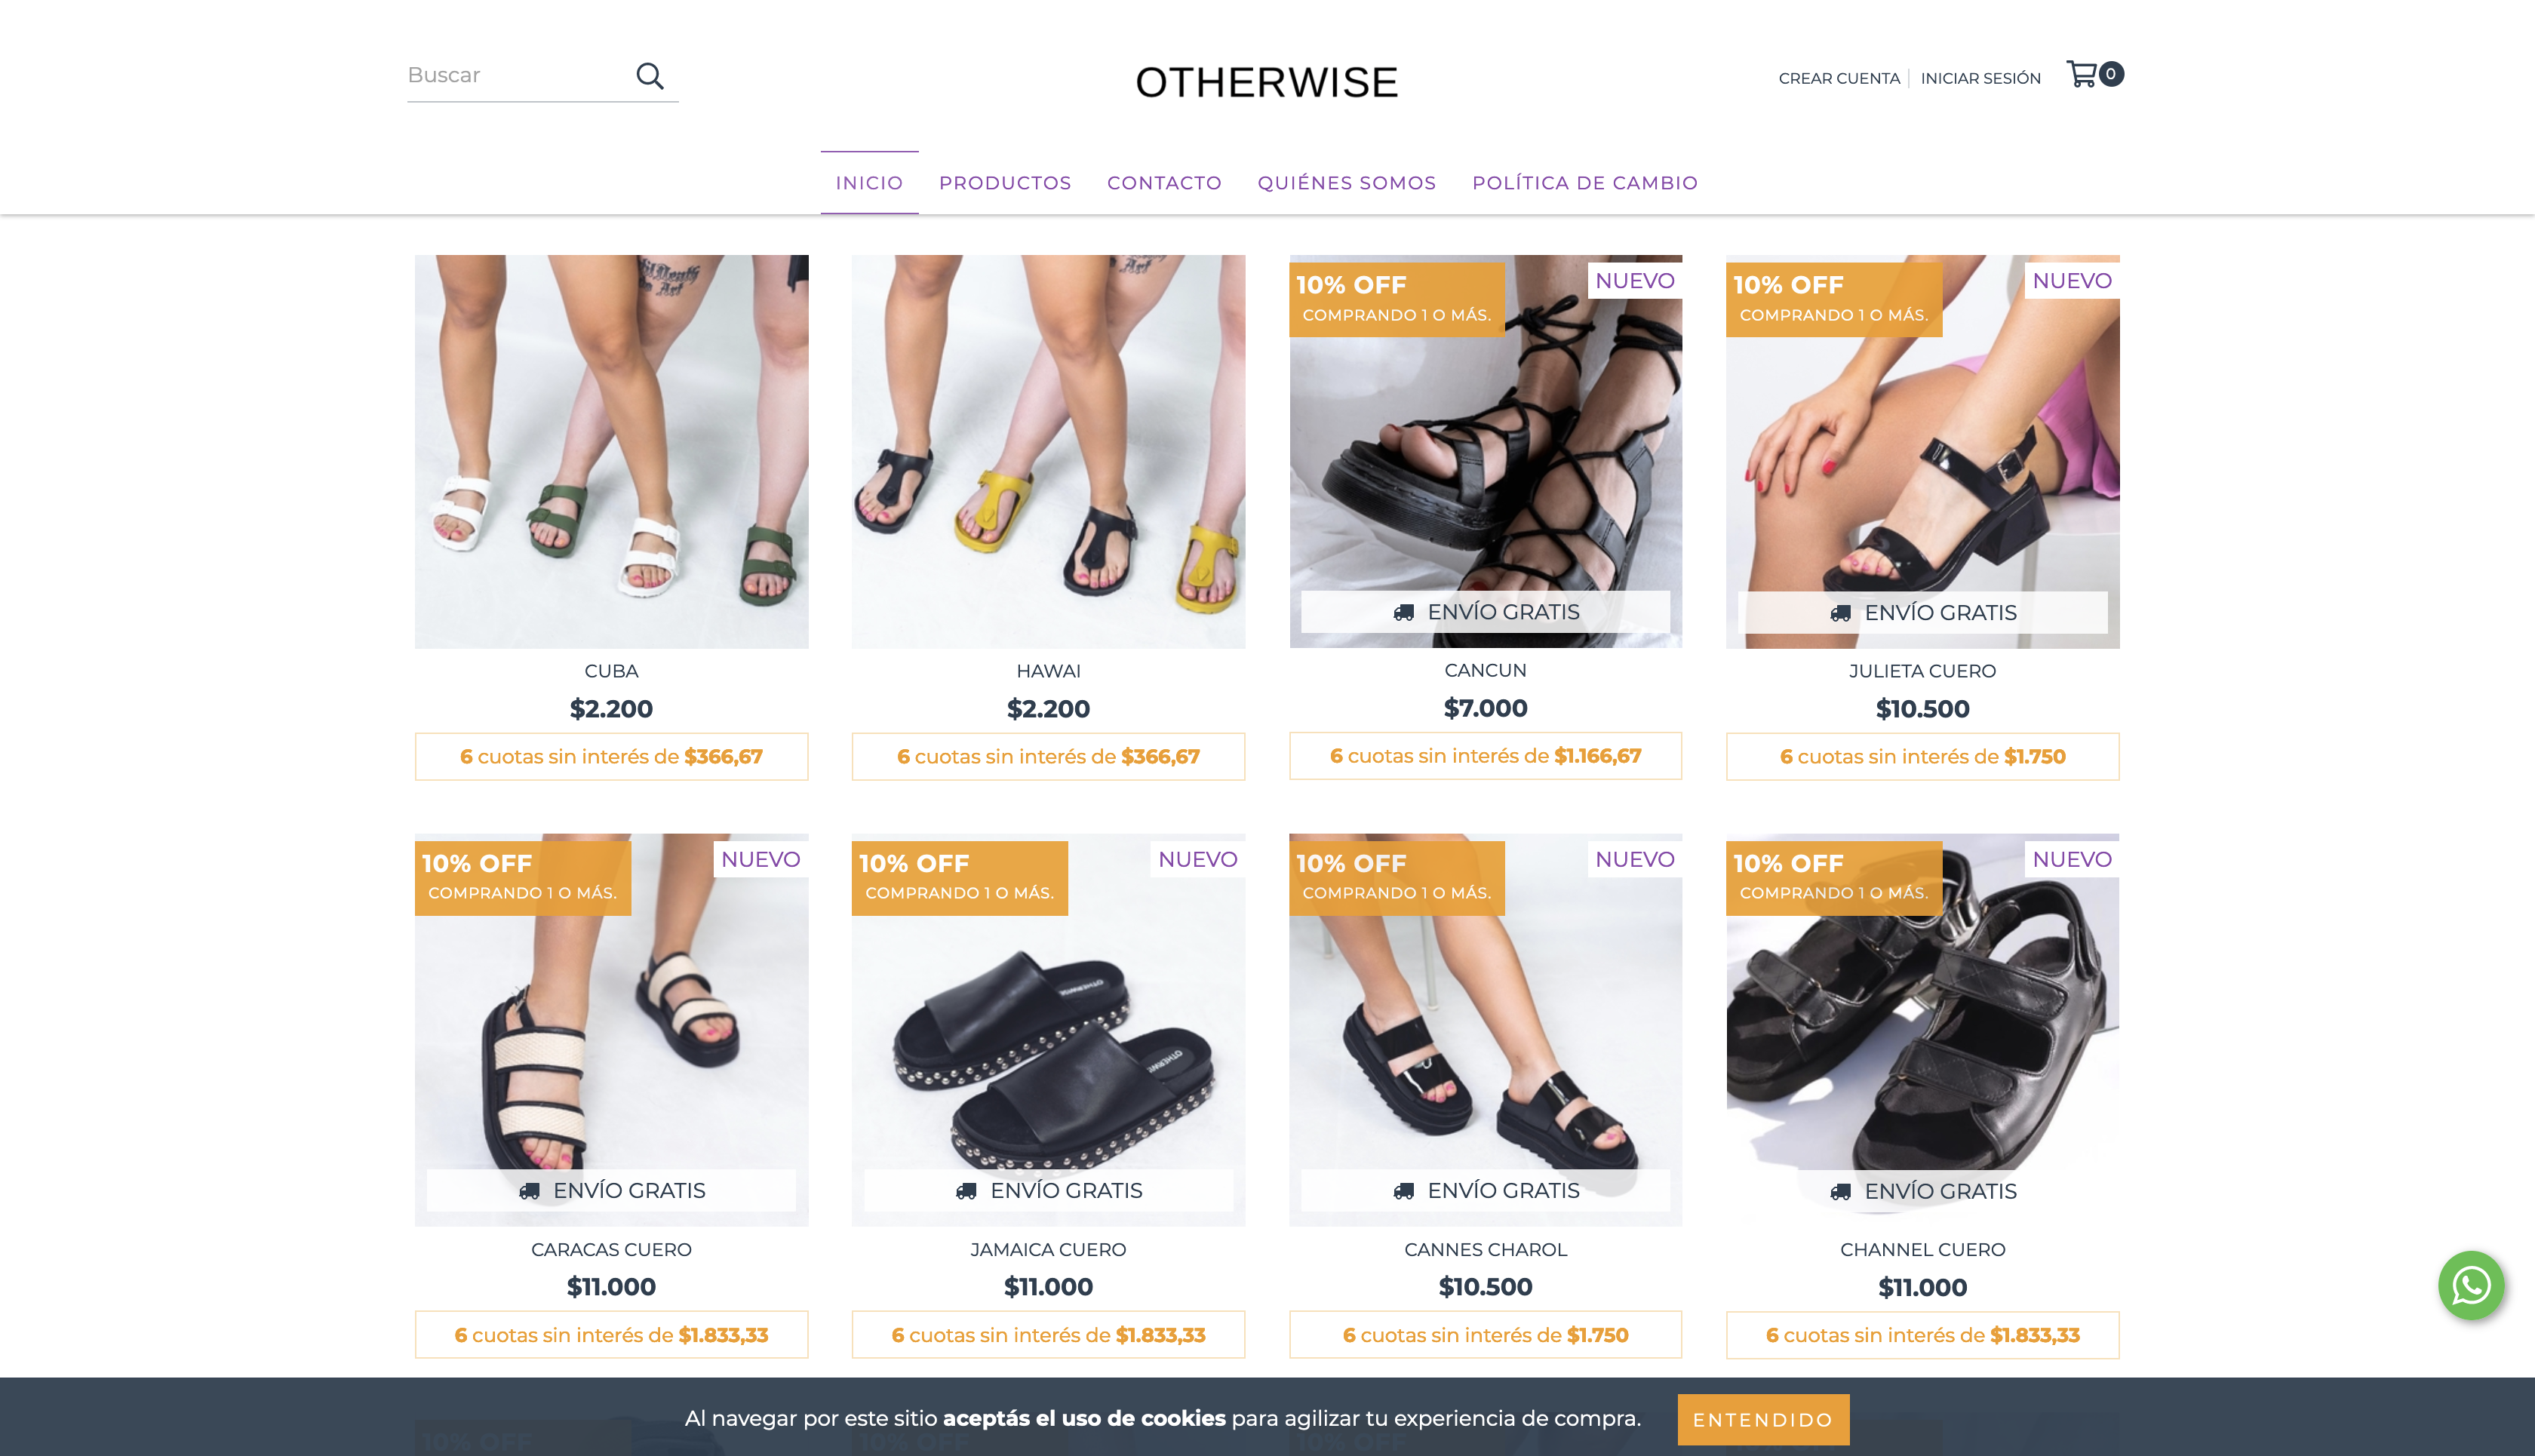 Buscar
OTHERWISE
CREAR CUENTA
INICIAR SESIÓN
0
INICIO
PRODUCTOS
CONTACTO
QUIÉNES SOMOS
POLÍTICA DE CAMBIO
10% OFF
COMPRANDO 1 O MÁS.
NUEVO
10% OFF
COMPRANDO 1 O MÁS.
NUEVO
ENVÍO GRATIS
ENVÍO GRATIS
CUBA
$2.200
6 cuotas sin interés de $366,67
HAWAI
$2.200
6 cuotas sin interés de $366,67
CANCUN
$7.000
6 cuotas sin interés de $1.166,67
JULIETA CUERO
$10.500
6 cuotas sin interés de $1.750
10% OFF
COMPRANDO 1 O MÁS.
NUEVO
10% OFF
COMPRANDO 1 O MÁS.
NUEVO
10% OFF
COMPRANDO 1 O MÁS.
NUEVO
10% OFF
COMPRANDO 1 O MÁS.
NUEVO
OTHERWISE
ENVÍO GRATIS
ENVÍO GRATIS
ENVÍO GRATIS
ENVÍO GRATIS
CARACAS CUERO
$11.000
6 cuotas sin interés de $1.833,33
JAMAICA CUERO
$11.000
6 cuotas sin interés de $1.833,33
CANNES CHAROL
$10.500
6 cuotas sin interés de $1.750
CHANNEL CUERO
$11.000
6 cuotas sin interés de $1.833,33
Al navegar por este sitio aceptás el uso de cookies para agilizar tu experiencia de compra.
ENTENDIDO
10% OFF
10% OFF
10% OFF